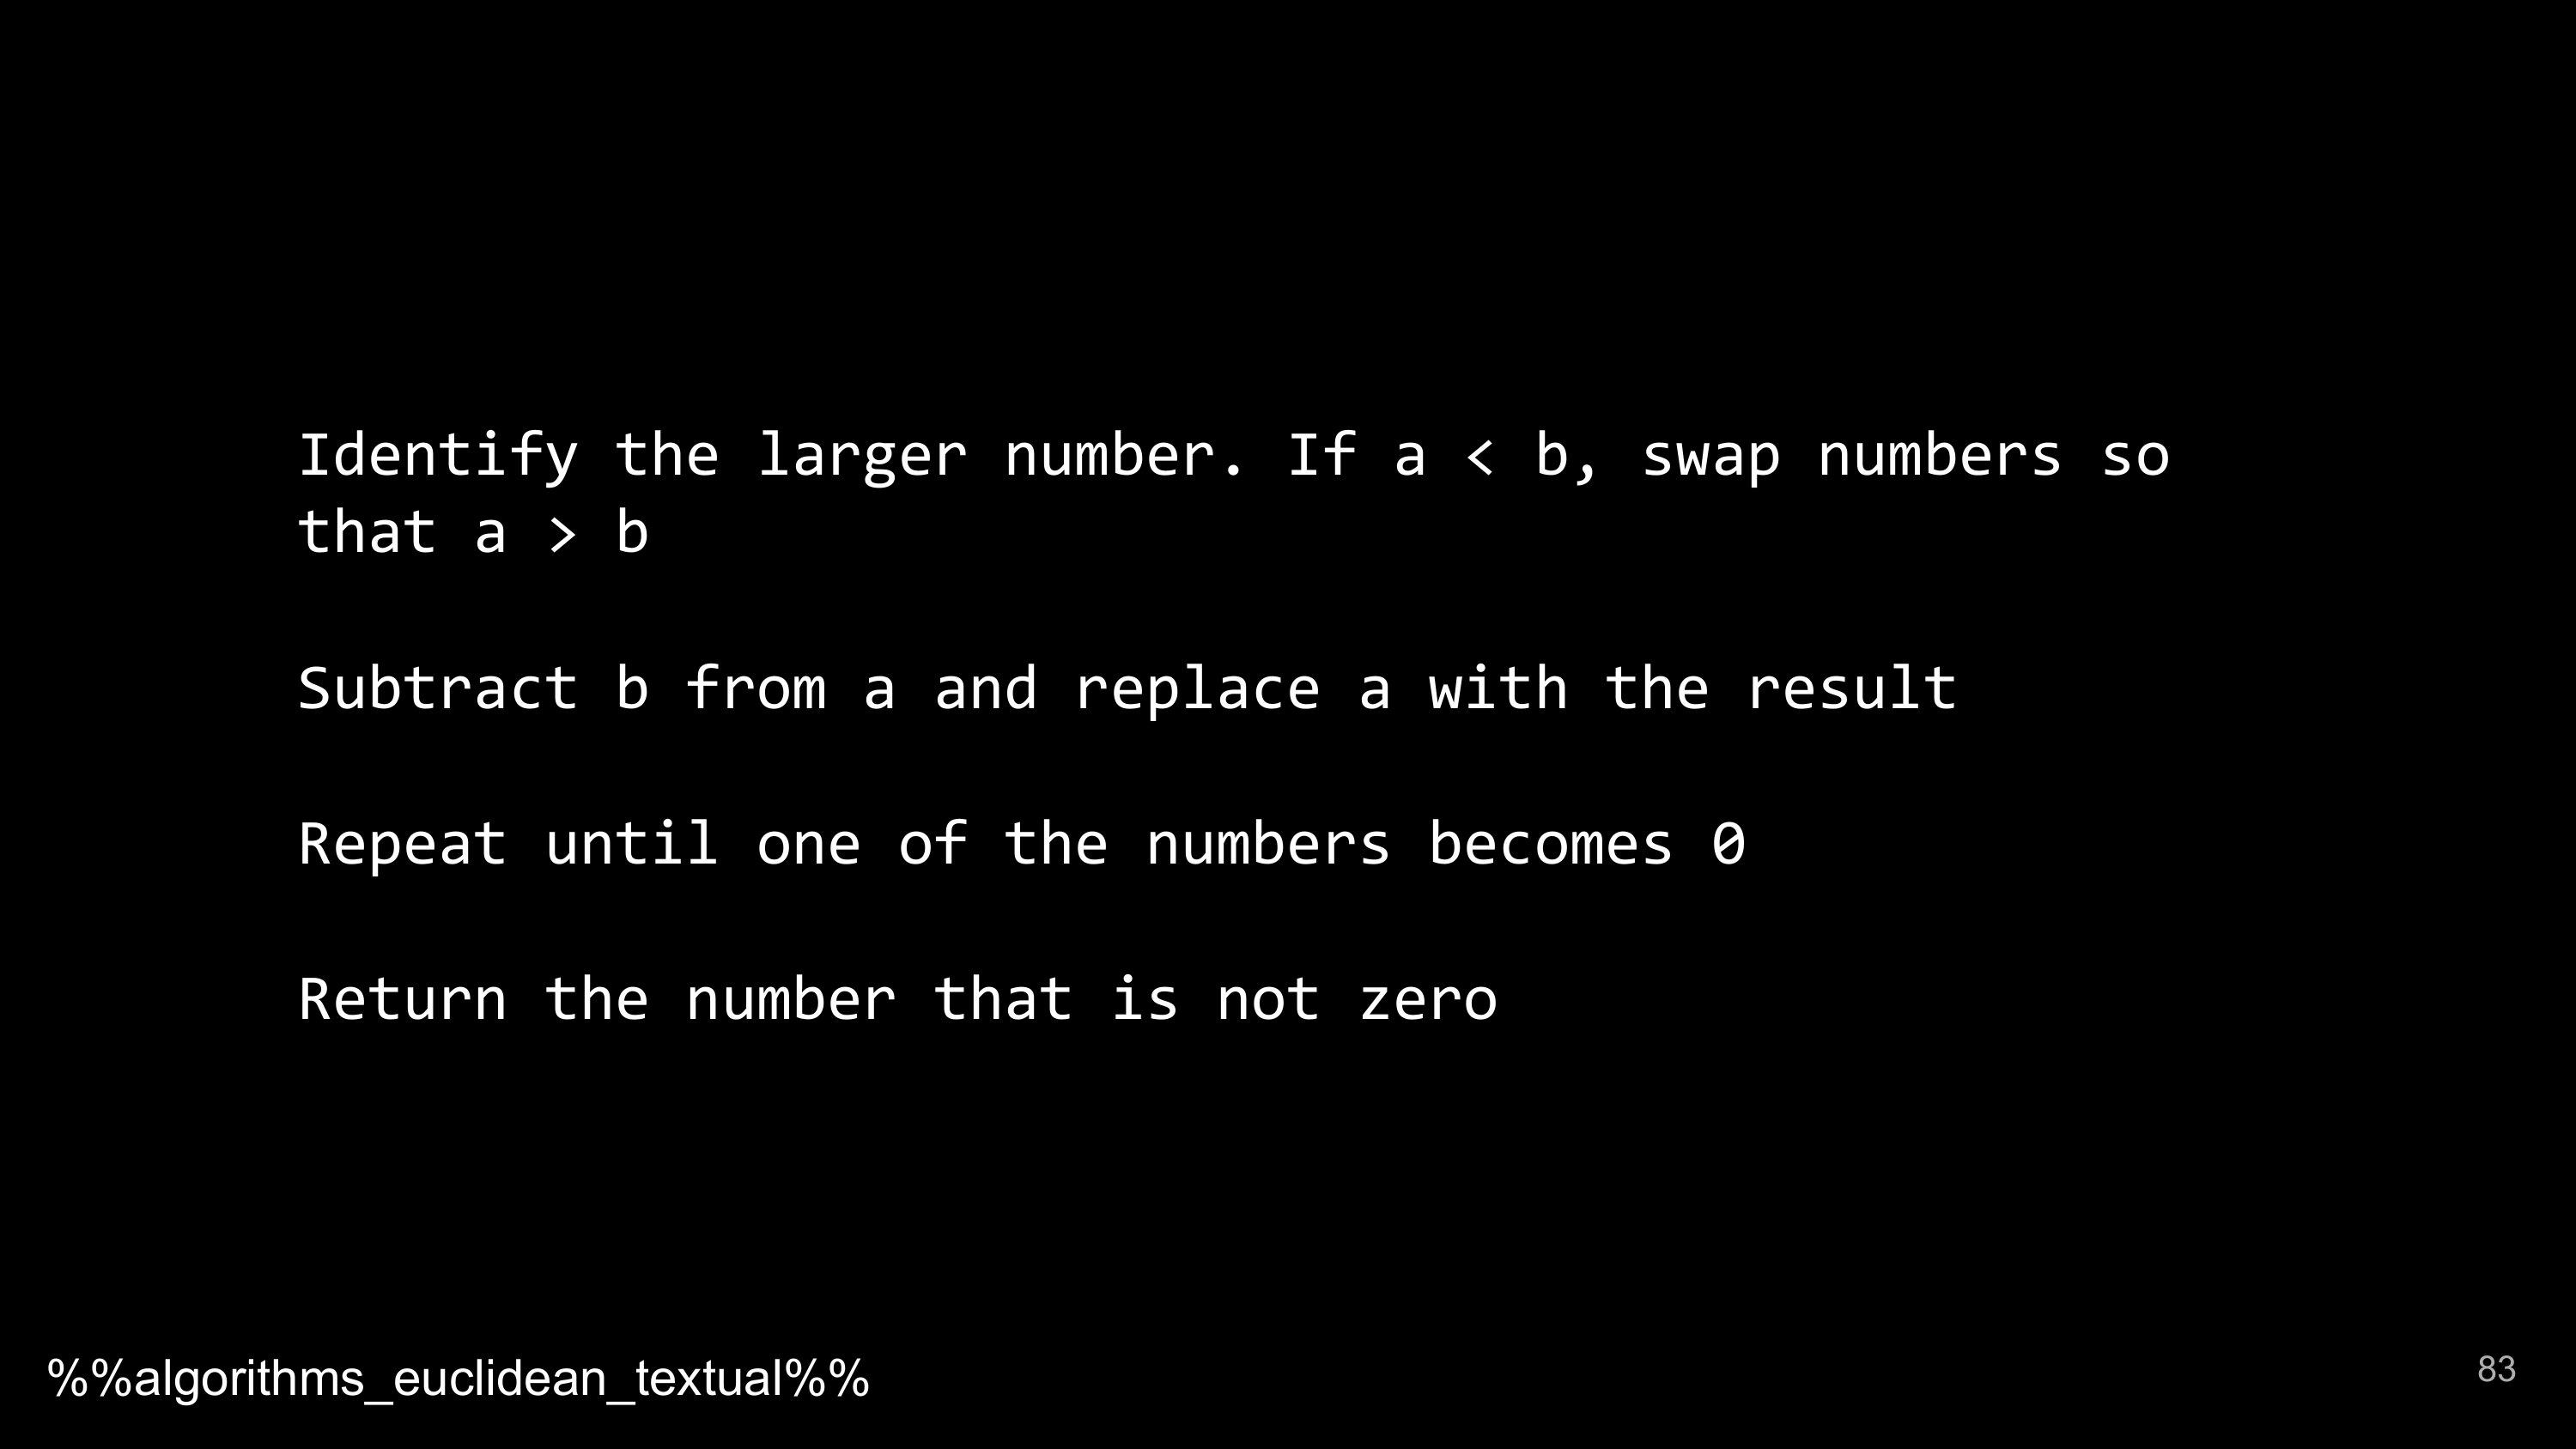 Identify the larger number. If a < b, swap numbers so
that a > b
Subtract b from a and replace a with the result
Repeat until one of the numbers becomes 0
Return the number that is not zero
%%algorithms_euclidean_textual%%
83